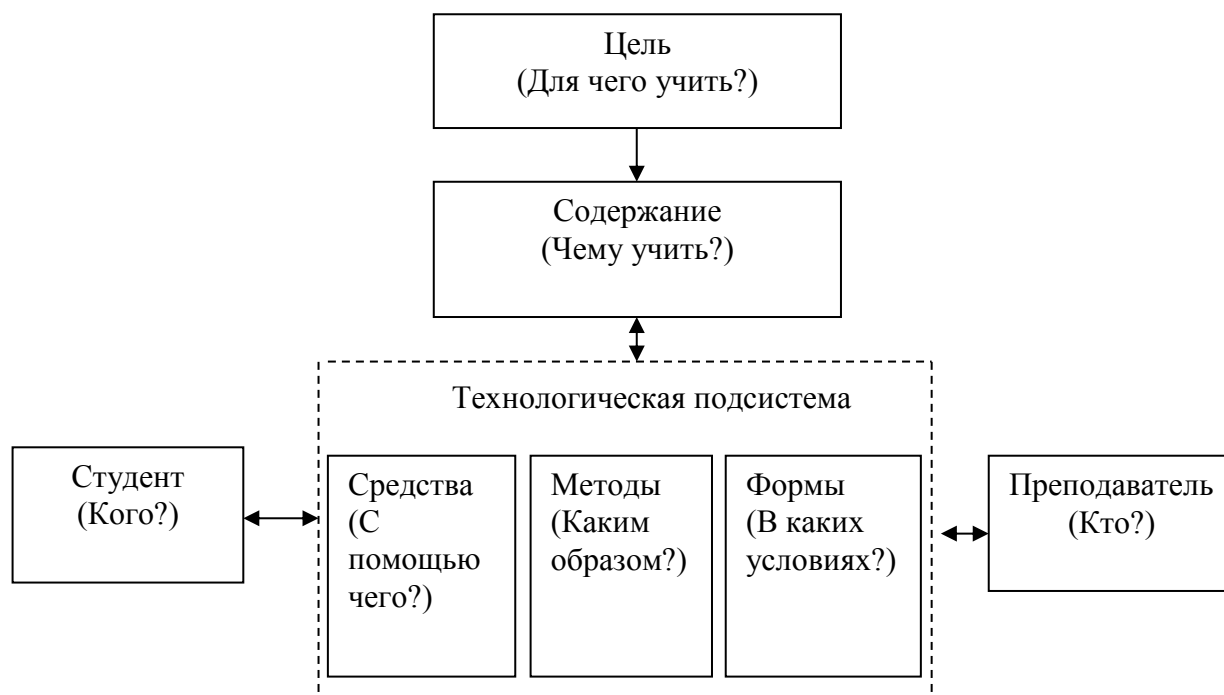 Цель
(Для чего учить?)
Содержание
(Чему учить?)
Технологическая подсистема
Студент
(Кого?)
Средства
(С
помощью
чего?)
Методы
(Каким
образом?)
Формы
(В каких
условиях?)
Преподаватель
(Кто?)